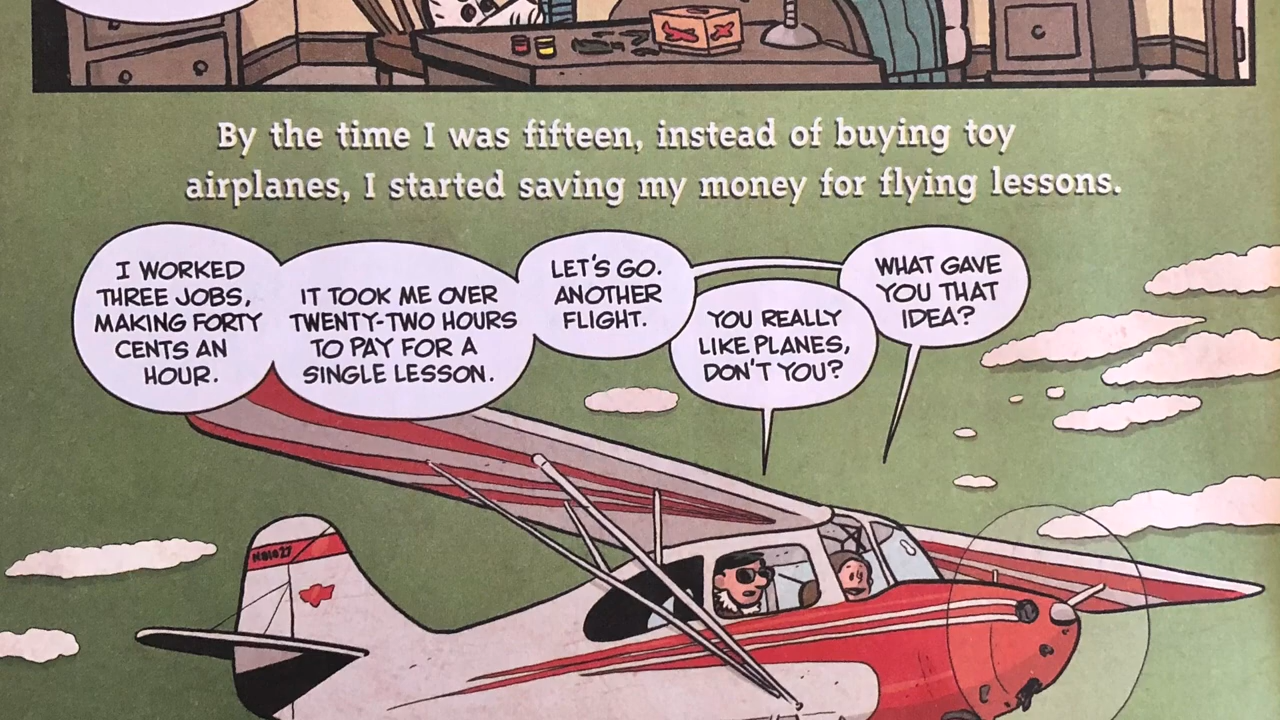 By the time I was fifteen, instead of buying toy
airplanes, I started saving my money for flying lessons.
I WORKED
THREE JOBS,
MAKING FORTY
CENTS AN
HOUR.
IT TOOK ME OVER
TWENTY-TWO HOURS
TO PAY FOR A
SINGLE LESSON.
LET'S GO.
ANOTHER
FLIGHT.
YOU REALLY
LIKE PLANES,
DON'T YOU?
WHAT GAVE
YOU THAT
IDEA?